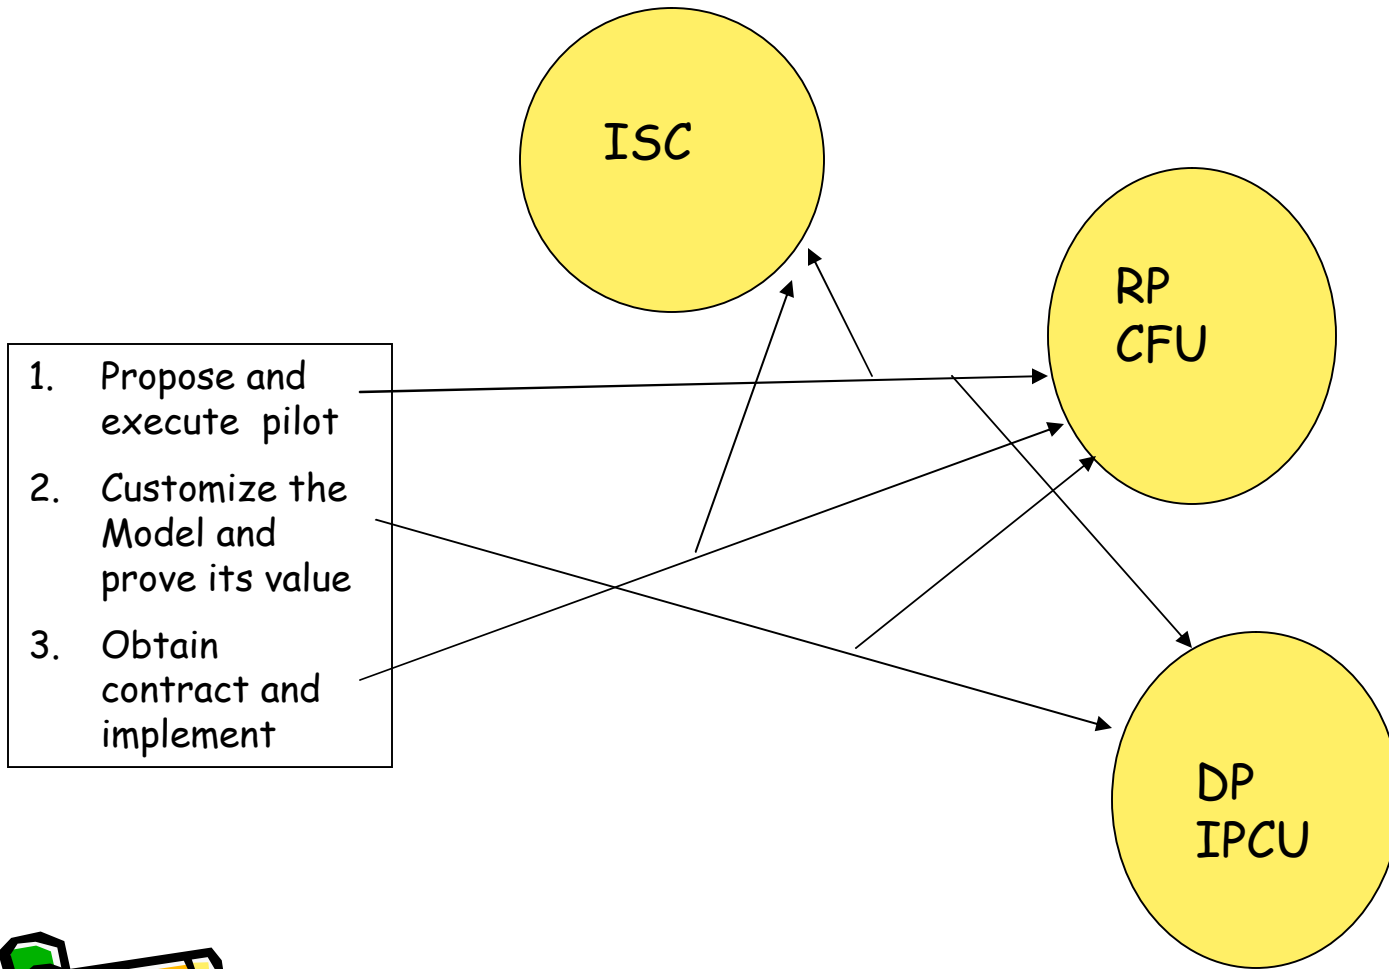 ISC
RP
CFU
1. Propose and
execute pilot
2. Customize the
Model and
prove its value
3. Obtain
contract and
implement
DP
IPCU